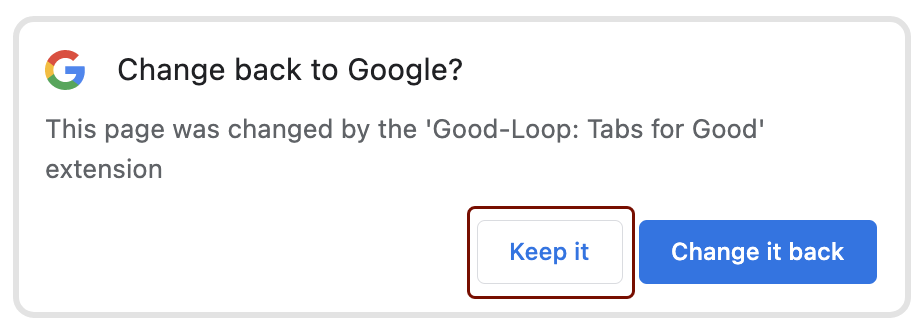 Change back to Google?
This page was changed by the 'Good-Loop: Tabs for Good'
extension
Keep it
Change it back